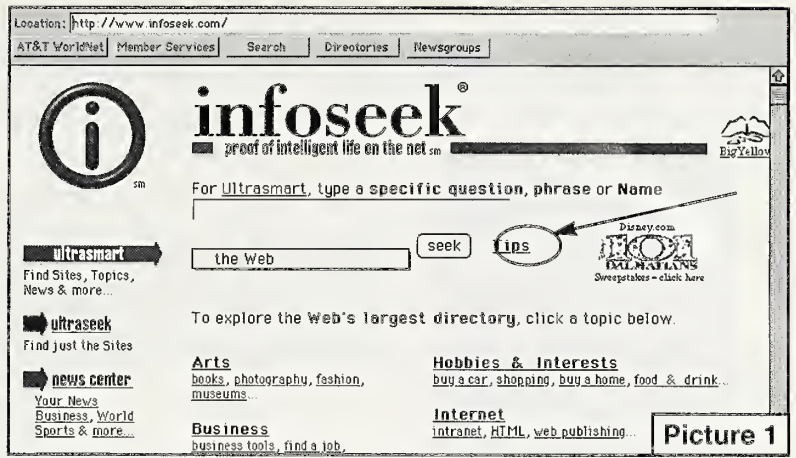 Location: http://www.infoseek.com/
AT&T WorldNet Member Services Search Directories Newsgroups
infoseek®
proof of intelligent life on the net sm
sm
BigYellow
For Ultrasmart, type a specific question, phrase or Name
the Web seek Tips
Disney.com
101
DALMATIANS
Sweepstakes - click here
ultrasmart
Find Sites, Topics,
News & more...
ultraseek
Find just the Sites
news center
Your News
Business, World
Sports & more...
To explore the Web's largest directory, click a topic below.
Arts
books, photography, fashion,
museums...
Business
business tools, find a job,
Hobbies & Interests
buy a car, shopping, buy a home, food & drink...
Internet
intranet, HTML, web publishing...
Picture 1